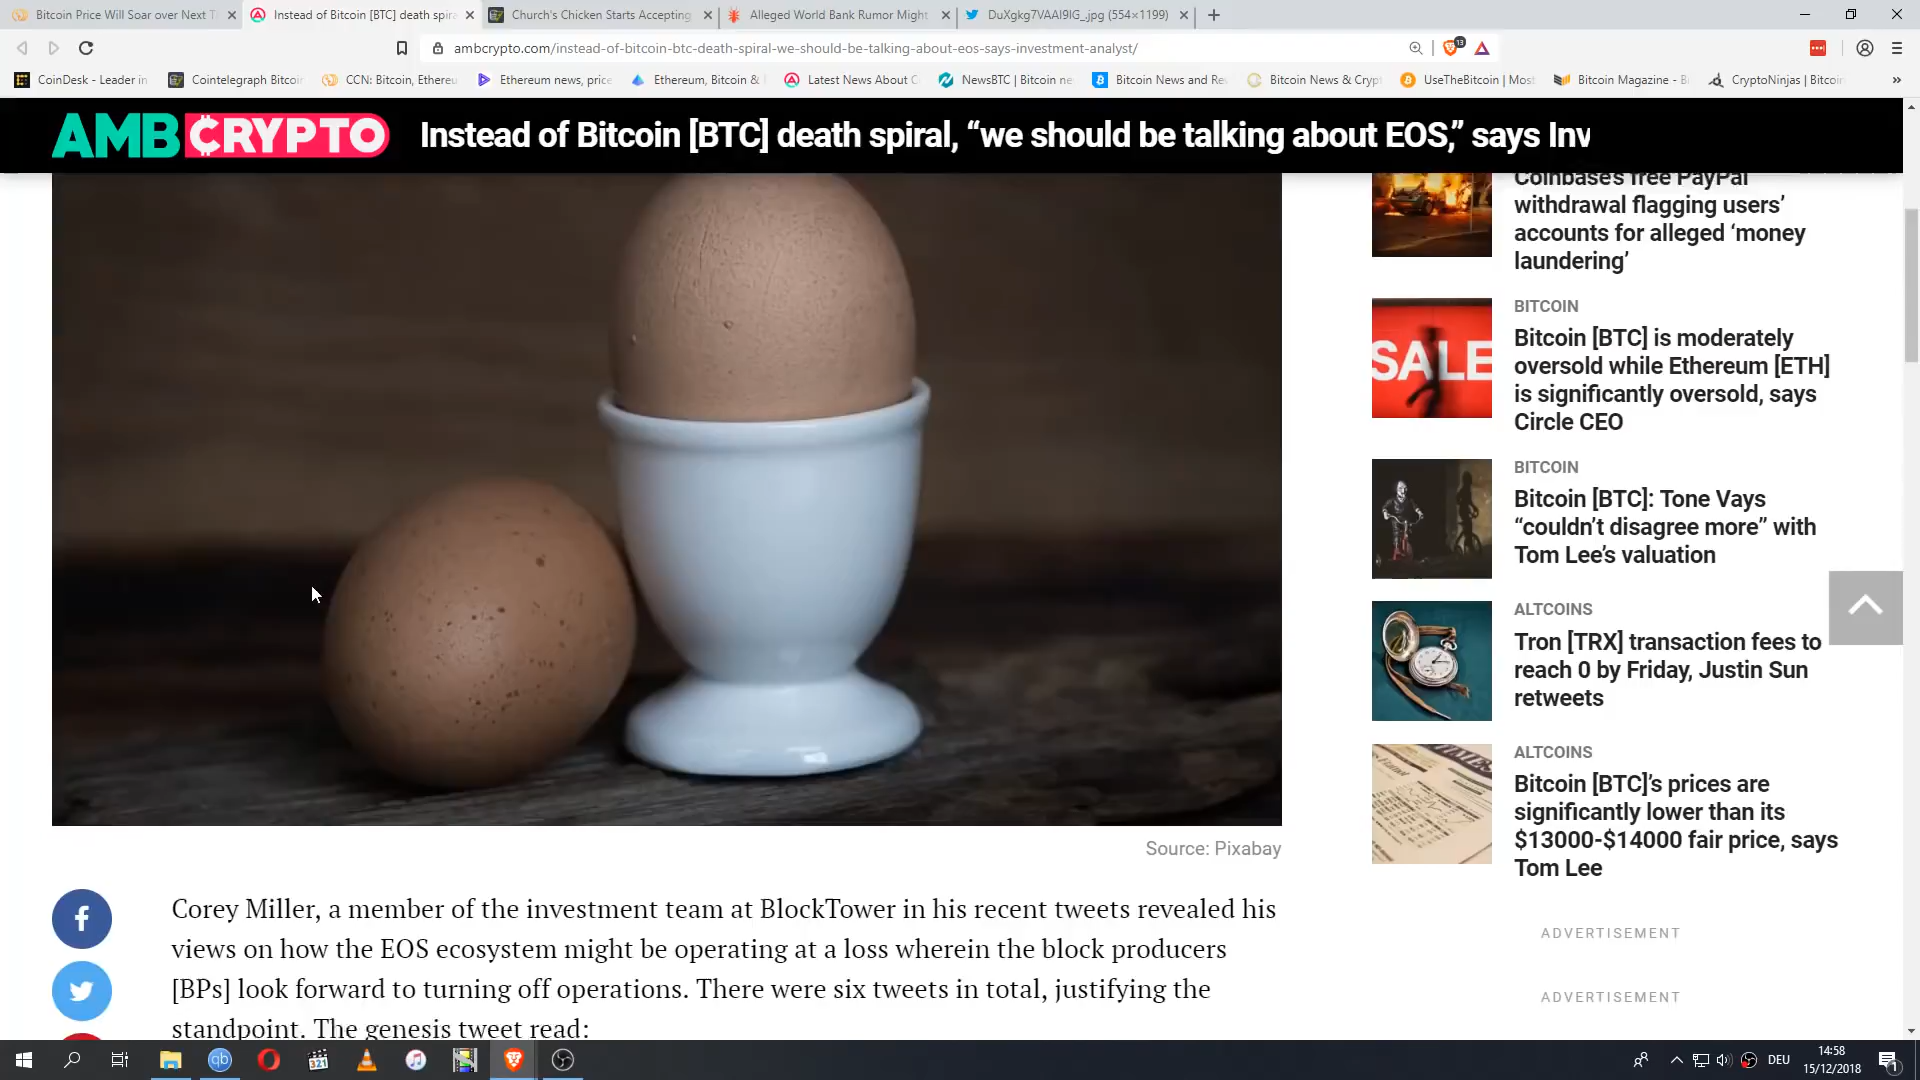 Bitcoin Price Will Soar over Next T
Instead of Bitcoin [BTC] death spira
Church's Chicken Starts Accepting
Alleged World Bank Rumor Might
DuXgkg7VAAI9IG_.jpg (554×1199)
ambcrypto.com/instead-of-bitcoin-btc-death-spiral-we-should-be-talking-about-eos-says-investment-analyst/
13
CoinDesk - Leader in
Cointelegraph Bitcoin
CCN: Bitcoin, Ethereu
Ethereum news, price
Ethereum, Bitcoin &
Latest News About C
NewsBTC | Bitcoin ne
Bitcoin News and Re
Bitcoin News & Crypt
UseTheBitcoin | Most
Bitcoin Magazine - B
CryptoNinjas | Bitcoin
AMBCRYPTO
Instead of Bitcoin [BTC] death spiral, “we should be talking about EOS,” says Inv
Coinbase's free PayPal
withdrawal flagging users’
accounts for alleged ‘money
laundering’
BITCOIN
SALE
Bitcoin [BTC] is moderately
oversold while Ethereum [ETH]
is significantly oversold, says
Circle CEO
BITCOIN
Bitcoin [BTC]: Tone Vays
“couldn’t disagree more” with
Tom Lee’s valuation
ALTCOINS
Tron [TRX] transaction fees to
reach 0 by Friday, Justin Sun
retweets
ALTCOINS
Bitcoin [BTC]’s prices are
significantly lower than its
$13000-$14000 fair price, says
Tom Lee
Source: Pixabay
Corey Miller, a member of the investment team at BlockTower in his recent tweets revealed his
views on how the EOS ecosystem might be operating at a loss wherein the block producers
[BPs] look forward to turning off operations. There were six tweets in total, justifying the
standpoint. The genesis tweet read:
ADVERTISEMENT
ADVERTISEMENT
qb
321
DEU
14:58
15/12/2018
1